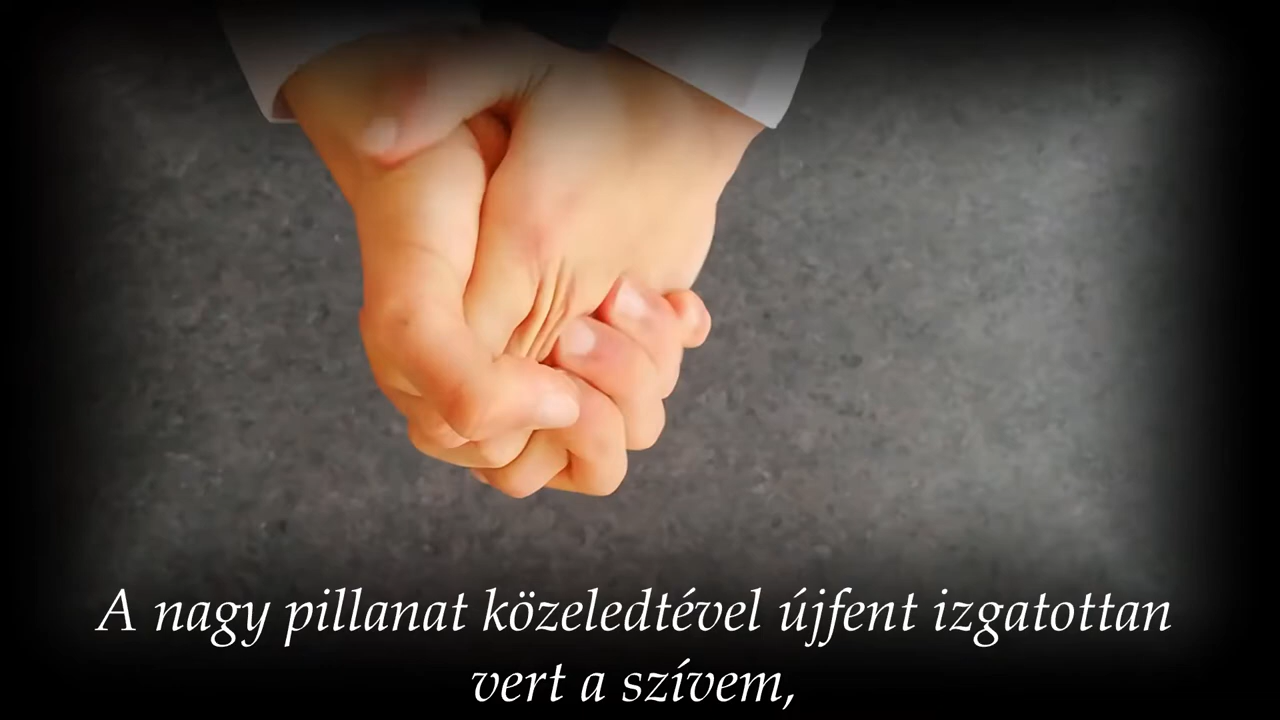 A nagy pillanat közeledtével újfent izgatottan
vert a szívem,